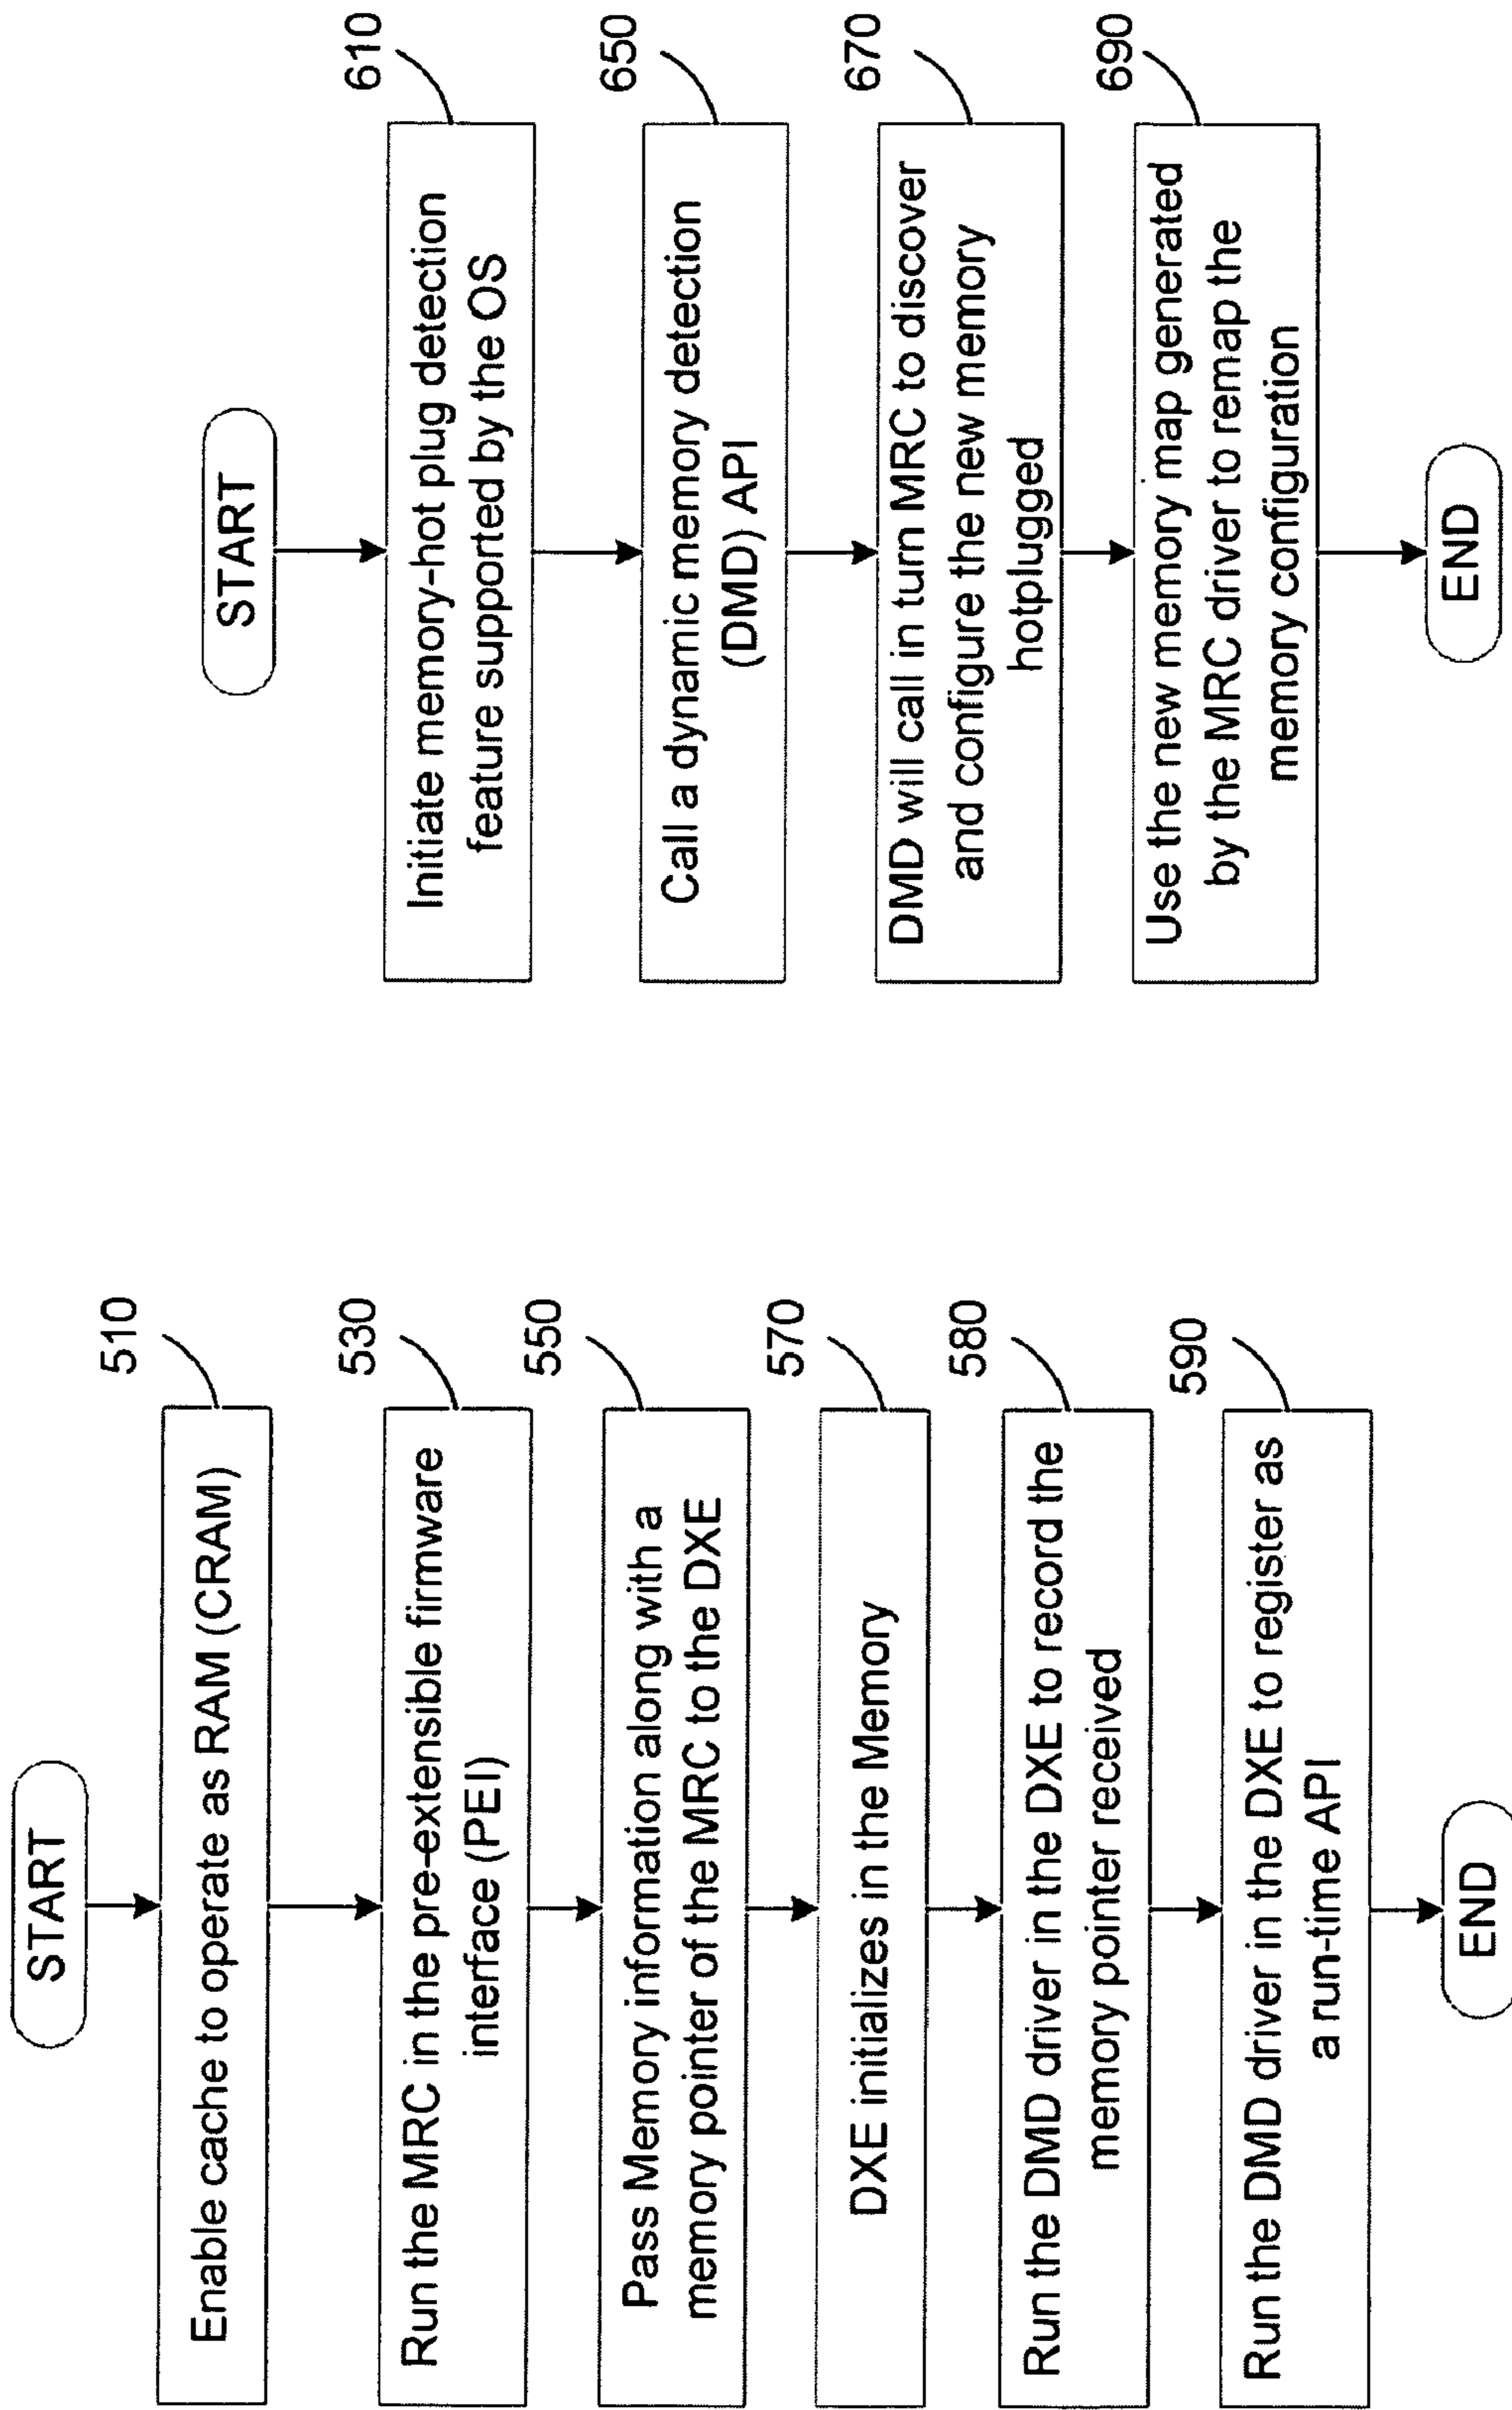 START
510
Enable cache to operate as RAM (CRAM)
530
Run the MRC in the pre-extensible firmware
interface (PEI)
550
Pass Memory information along with a
memory pointer of the MRC to the DXE
570
DXE initializes in the Memory
580
Run the DMD driver in the DXE to record the
memory pointer received
590
Run the DMD driver in the DXE to register as
a run-time API
END
START
610
Initiate memory-hot plug detection
feature supported by the OS
650
Call a dynamic memory detection
(DMD) API
670
DMD will call in turn MRC to discover
and configure the new memory
hotplugged
690
Use the new memory map generated
by the MRC driver to remap the
memory configuration
END